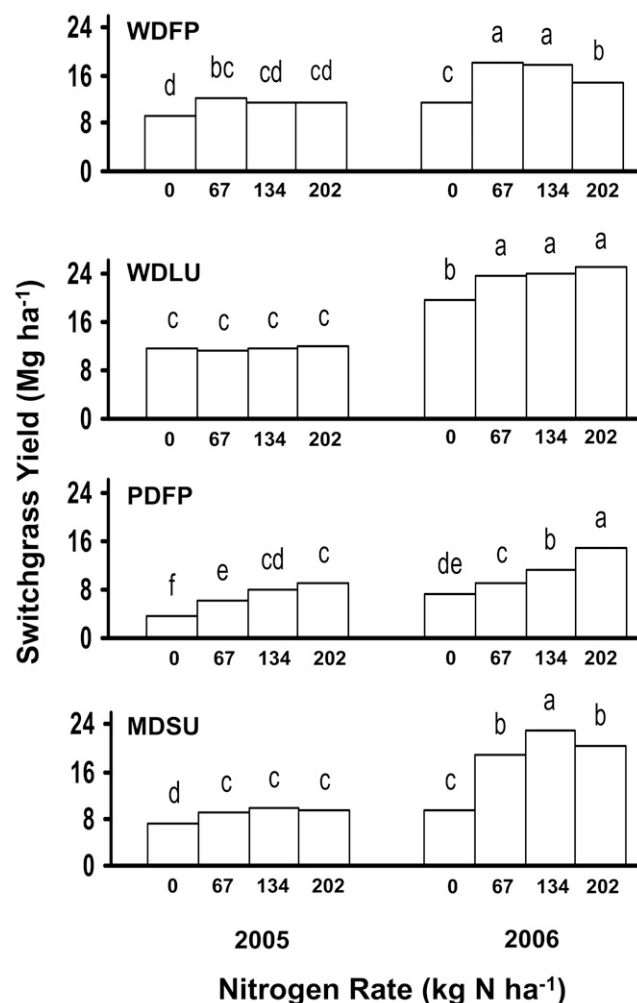 Switchgrass Yield (Mg ha⁻¹)
WDFP
24
16
8
0
d bc cd cd c a a b
0 67 134 202 0 67 134 202
WDLU
24
16
8
0
c c c c b a a a
0 67 134 202 0 67 134 202
PDFP
24
16
8
0
f e cd c de c b a
0 67 134 202 0 67 134 202
MDSU
24
16
8
0
d c c c c b a b
0 67 134 202 0 67 134 202
2005 2006
Nitrogen Rate (kg N ha⁻¹)